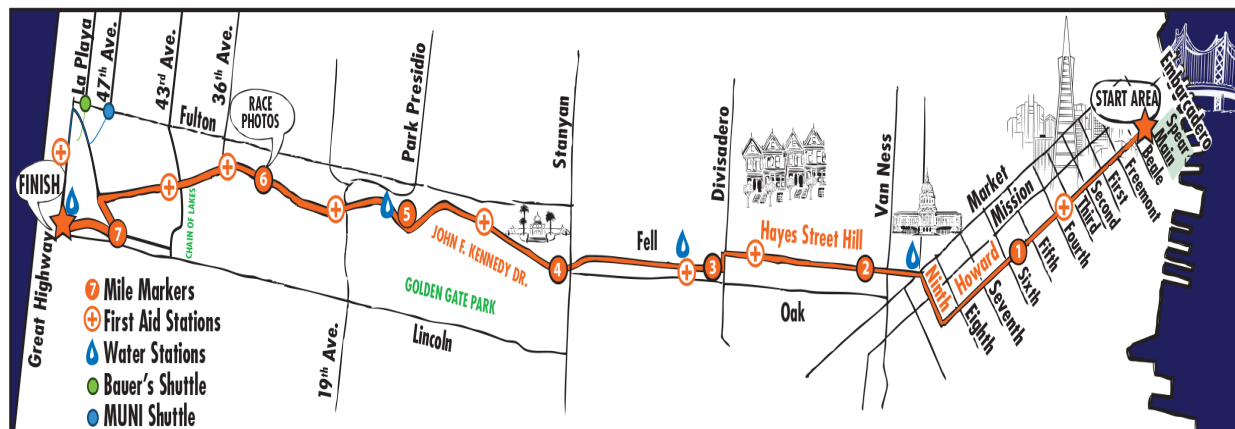 La Playa
47th Ave.
43rd Ave.
36th Ave.
Fulton
RACE
PHOTOS
Park Presidio
Stanyan
Divisadero
Van Ness
Market
Mission
START AREA
Embarcadero
Spear
Main
Beale
Freemont
First
Second
Third
Fourth
Fifth
Sixth
Seventh
Eighth
Ninth
Howard
1
2
Hayes Street Hill
3
Fell
Oak
4
JOHN F. KENNEDY DR.
5
GOLDEN GATE PARK
Lincoln
19th Ave.
6
CHAIN OF LAKES
7
FINISH
Great Highway
7 Mile Markers
First Aid Stations
Water Stations
Bauer's Shuttle
MUNI Shuttle